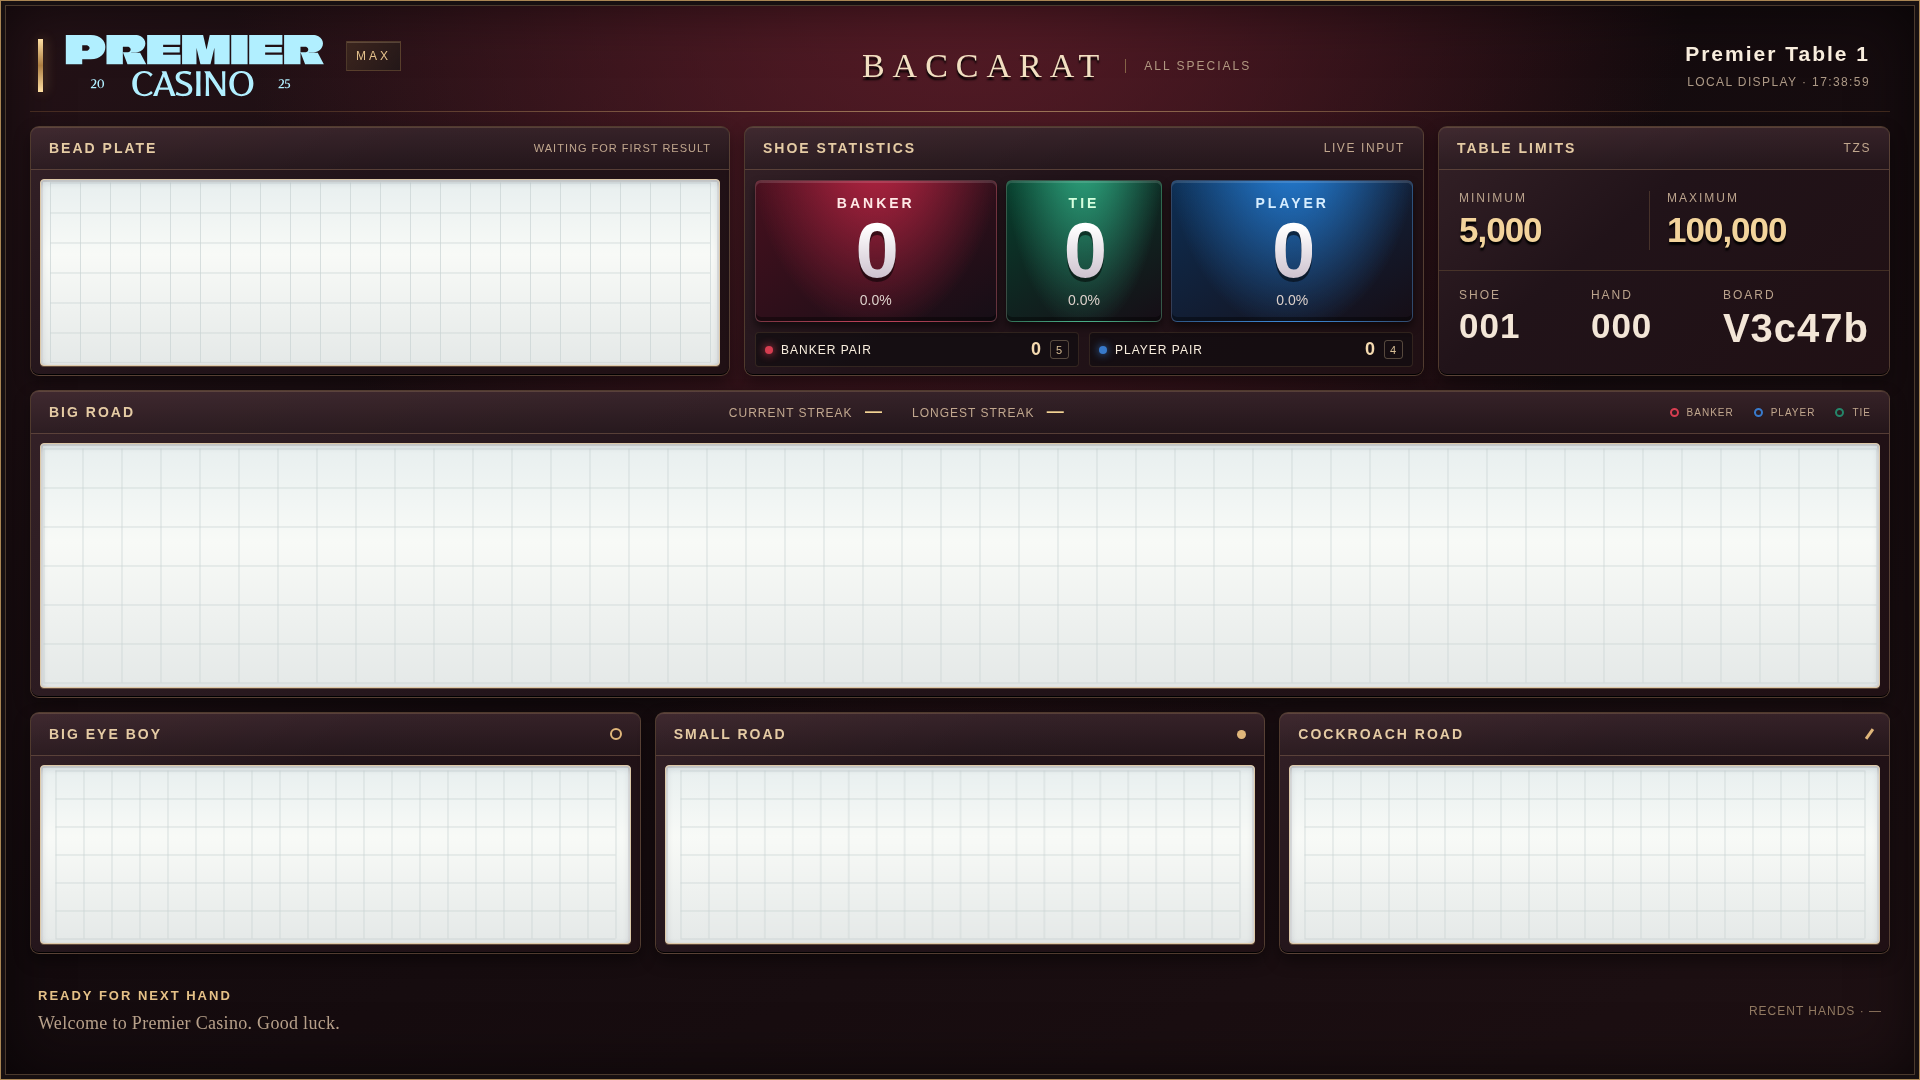 PREMIER
20 CASINO 25
MAX
BACCARAT
ALL SPECIALS
Premier Table 1
LOCAL DISPLAY · 17:38:59
BEAD PLATE
WAITING FOR FIRST RESULT
SHOE STATISTICS
LIVE INPUT
BANKER
0
0.0%
TIE
0
0.0%
PLAYER
0
0.0%
BANKER PAIR 0 5
PLAYER PAIR 0 4
TABLE LIMITS
TZS
MINIMUM
5,000
MAXIMUM
100,000
SHOE
001
HAND
000
BOARD
V3c47b
BIG ROAD
CURRENT STREAK —
LONGEST STREAK —
BANKER
PLAYER
TIE
BIG EYE BOY
SMALL ROAD
COCKROACH ROAD
READY FOR NEXT HAND
Welcome to Premier Casino. Good luck.
RECENT HANDS · —